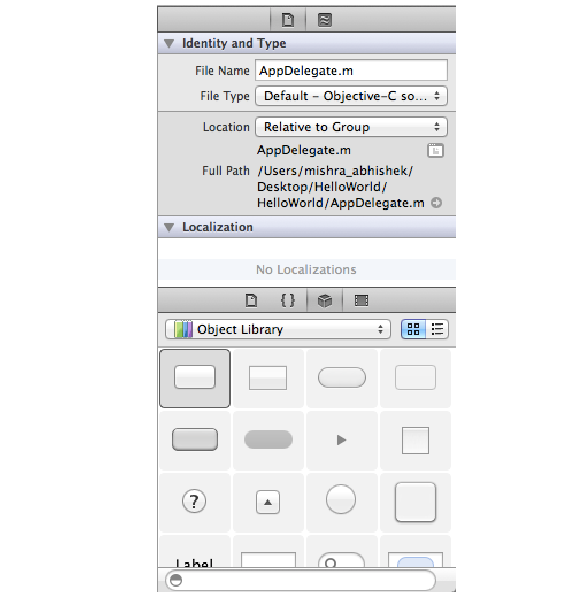 Identity and Type
File Name AppDelegate.m
File Type Default - Objective-C so...
Location Relative to Group
AppDelegate.m
Full Path /Users/mishra_abhishek/
Desktop/HelloWorld/
HelloWorld/AppDelegate.m
Localization
No Localizations
{ }
Object Library
?
Label